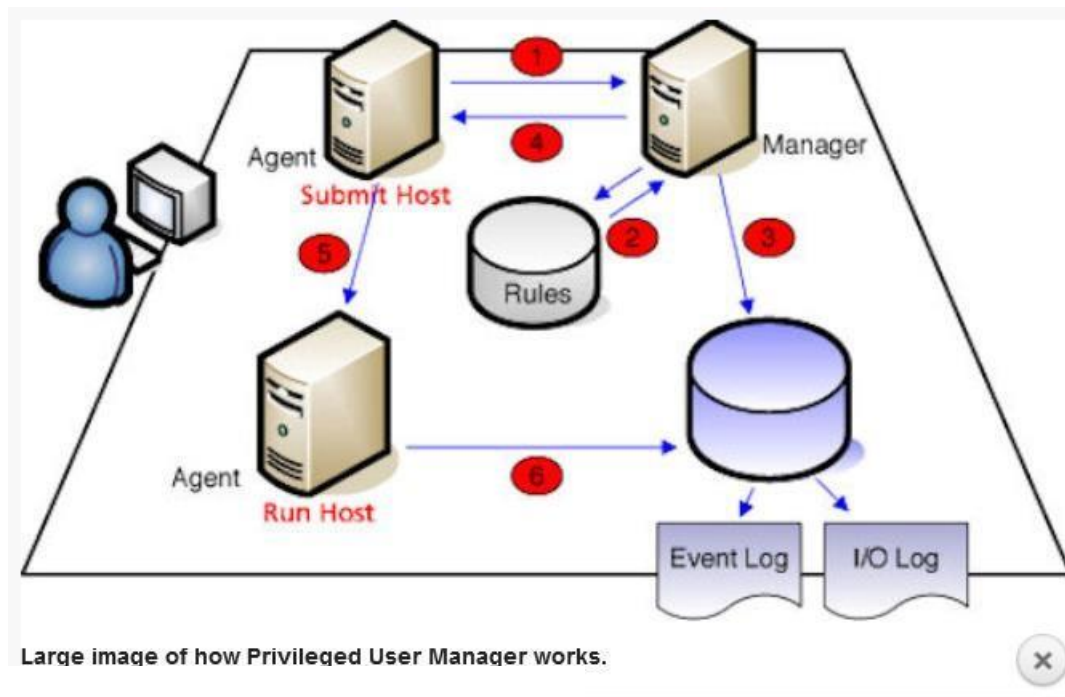 1
4
Agent
Submit Host
Manager
5
2
3
Rules
Agent
Run Host
6
Event Log
I/O Log
Large image of how Privileged User Manager works.